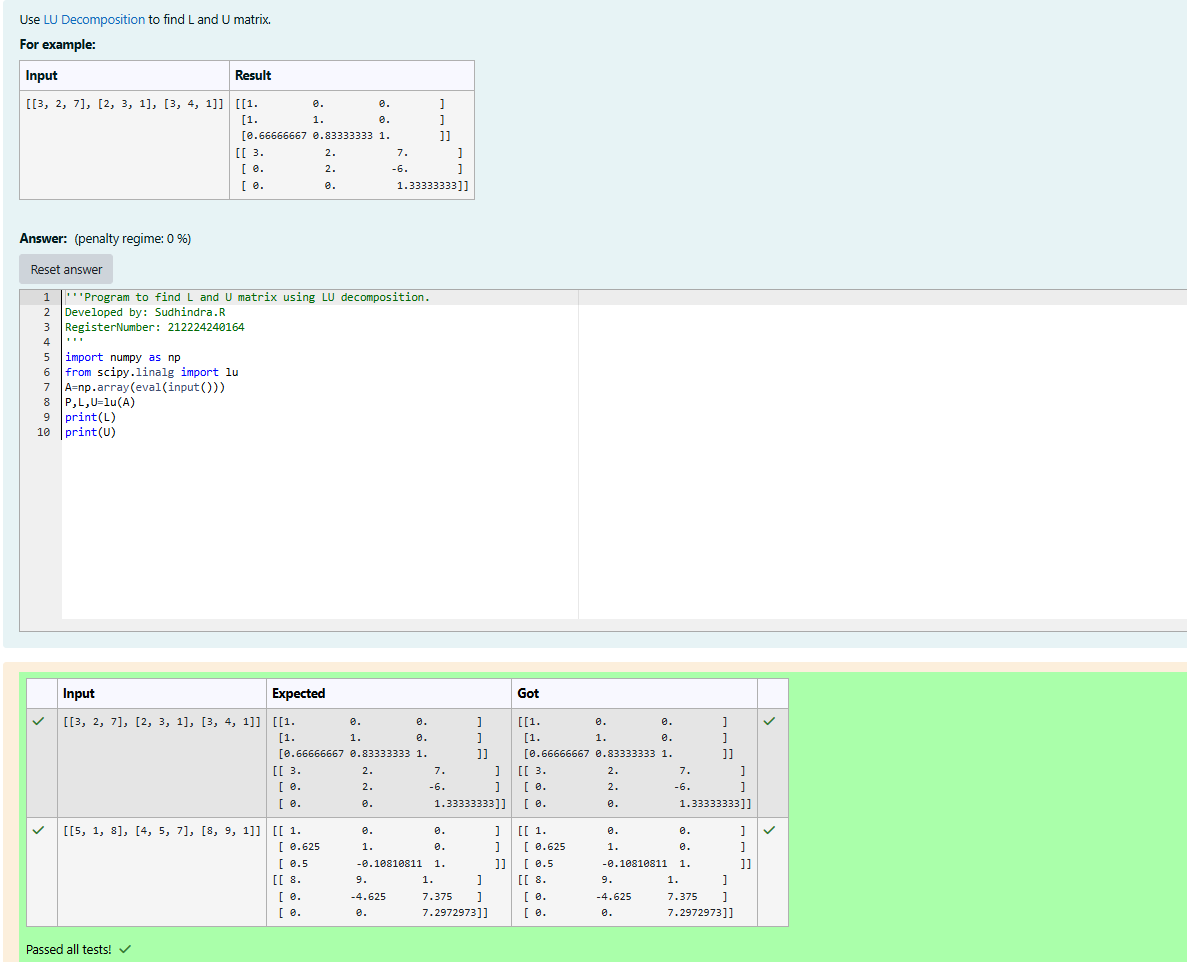 Use LU Decomposition to find L and U matrix.
For example:
Input Result
[[3, 2, 7], [2, 3, 1], [3, 4, 1]] [[1. 0. 0. ]
[1. 1. 0. ]
[0.66666667 0.83333333 1. ]]
[[ 3. 2. 7. ]
[ 0. 2. -6. ]
[ 0. 0. 1.33333333]]
Answer: (penalty regime: 0 %)
Reset answer
1 '''Program to find L and U matrix using LU decomposition.
2 Developed by: Sudhindra.R
3 RegisterNumber: 212224240164
4 '''
5 import numpy as np
6 from scipy.linalg import lu
7 A=np.array(eval(input()))
8 P,L,U=lu(A)
9 print(L)
10 print(U)
Input Expected Got
[[3, 2, 7], [2, 3, 1], [3, 4, 1]] [[1. 0. 0. ] [[1. 0. 0. ]
[1. 1. 0. ] [1. 1. 0. ]
[0.66666667 0.83333333 1. ]] [0.66666667 0.83333333 1. ]]
[[ 3. 2. 7. ] [[ 3. 2. 7. ]
[ 0. 2. -6. ] [ 0. 2. -6. ]
[ 0. 0. 1.33333333]] [ 0. 0. 1.33333333]]
[[5, 1, 8], [4, 5, 7], [8, 9, 1]] [[ 1. 0. 0. ] [[ 1. 0. 0. ]
[ 0.625 1. 0. ] [ 0.625 1. 0. ]
[ 0.5 -0.10810811 1. ]] [ 0.5 -0.10810811 1. ]]
[[ 8. 9. 1. ] [[ 8. 9. 1. ]
[ 0. -4.625 7.375 ] [ 0. -4.625 7.375 ]
[ 0. 0. 7.2972973]] [ 0. 0. 7.2972973]]
Passed all tests!